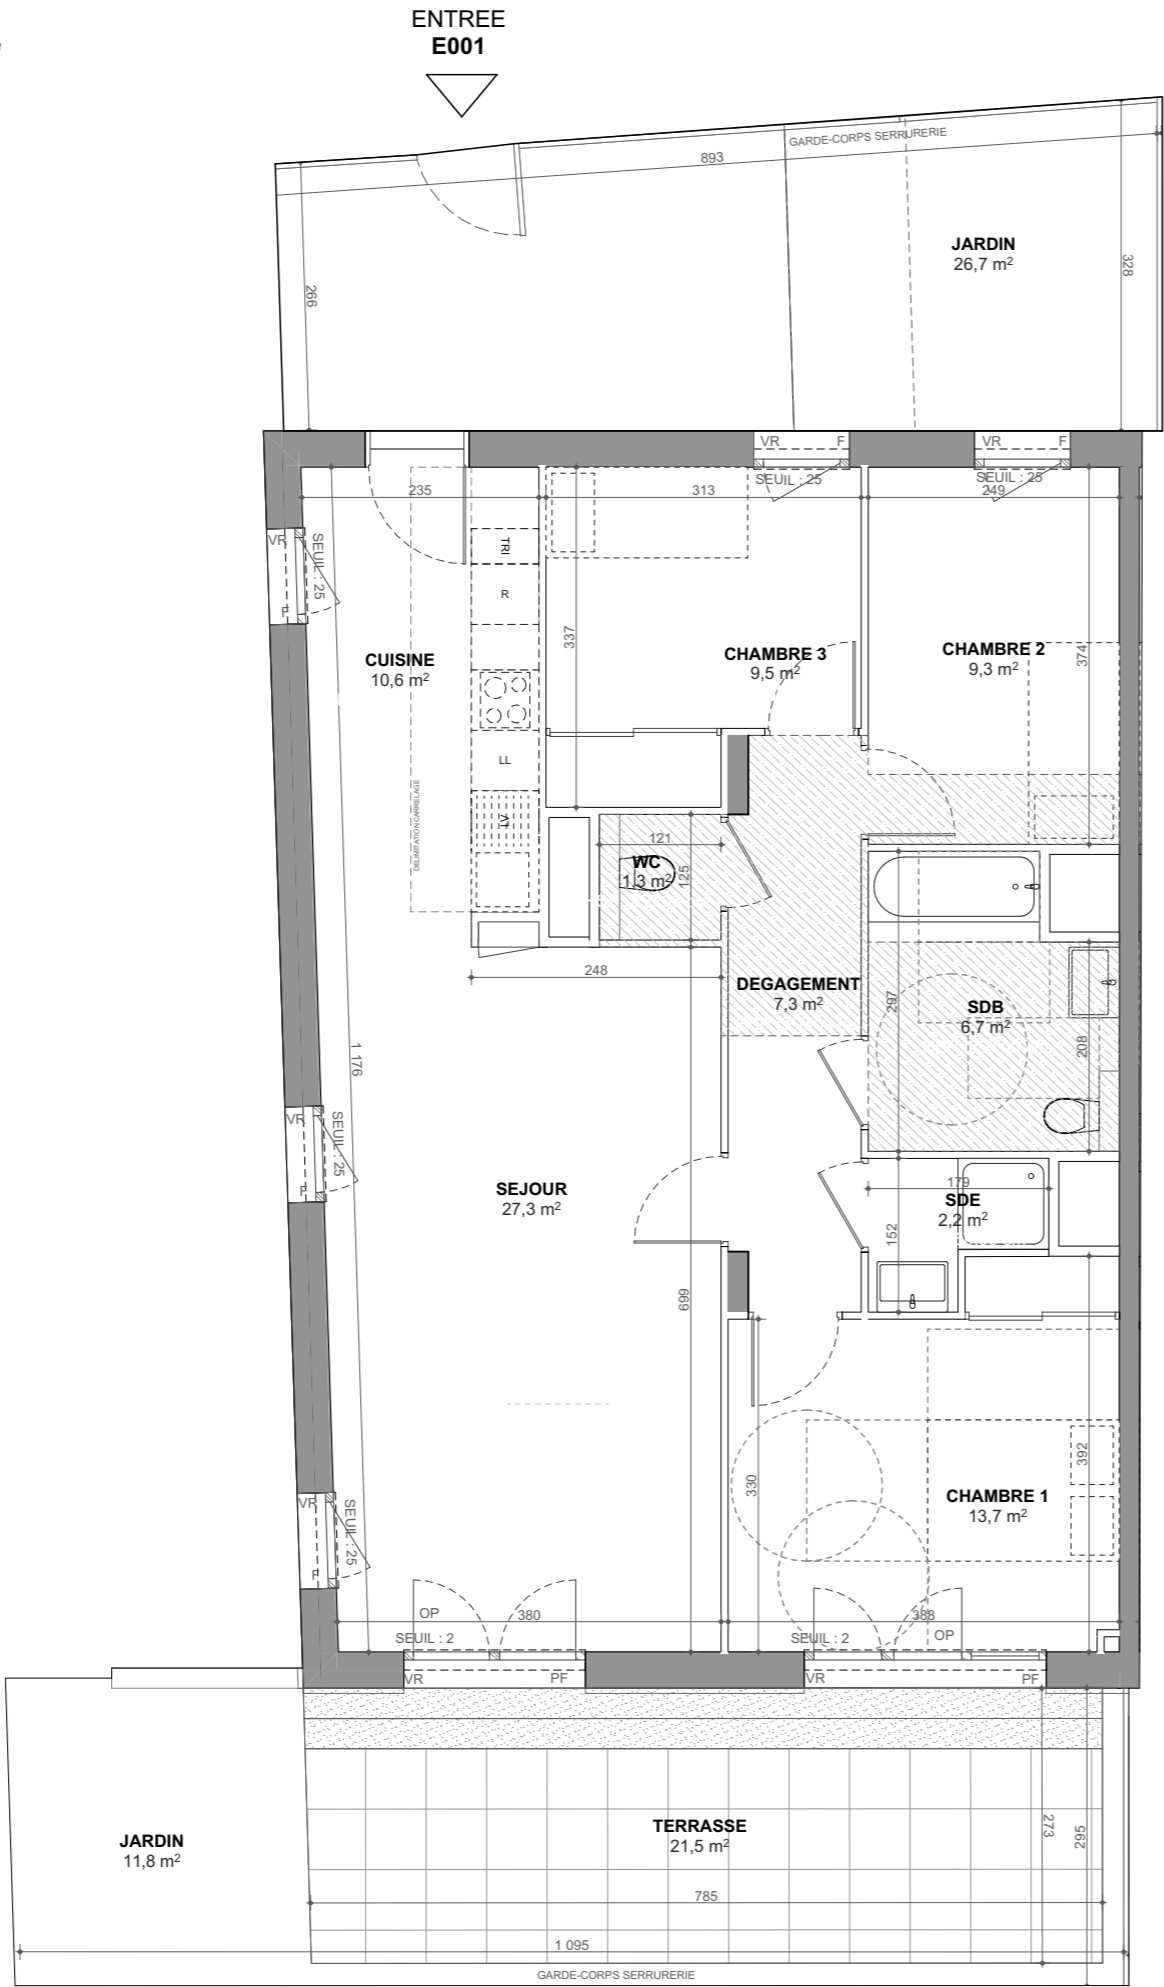 ENTREE
E001
GARDE-CORPS SERRURERIE
893
JARDIN
26,7 m²
266
328
VR F
VR F
SEUIL : 25
SEUIL : 25
235
313
249
VR
SEUIL : 25
F
TRI
R
337
CUISINE
10,6 m²
CHAMBRE 3
9,5 m²
CHAMBRE 2
9,3 m²
374
LL
DELIMITATION CARRELAGE
LV
121
WC
1,3 m²
125
248
DEGAGEMENT
7,3 m²
297
SDB
6,7 m²
208
1 176
VR
SEUIL : 25
F
SEJOUR
27,3 m²
179
SDE
2,2 m²
152
699
330
392
CHAMBRE 1
13,7 m²
VR
SEUIL : 25
F
OP
380
388
SEUIL : 2
SEUIL : 2
OP
VR
PF
VR
PF
JARDIN
11,8 m²
TERRASSE
21,5 m²
273
295
785
1 095
GARDE-CORPS SERRURERIE